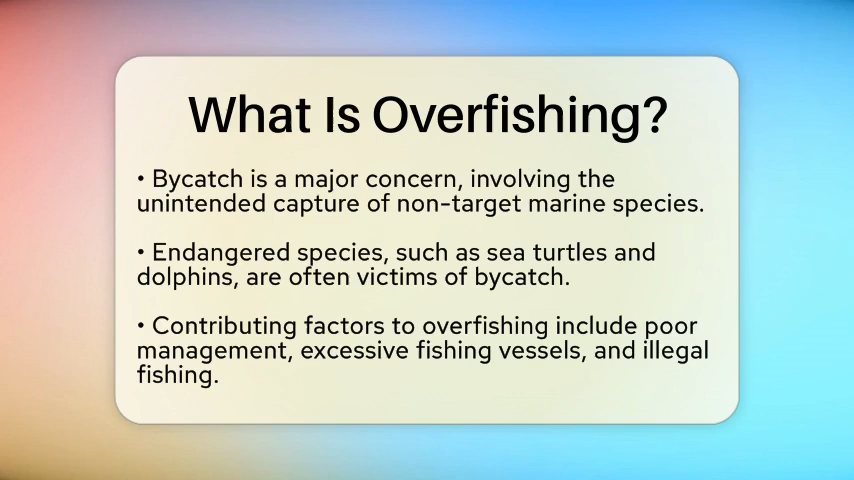 What Is Overfishing?
• Bycatch is a major concern, involving the
unintended capture of non-target marine species.
• Endangered species, such as sea turtles and
dolphins, are often victims of bycatch.
• Contributing factors to overfishing include poor
management, excessive fishing vessels, and illegal
fishing.